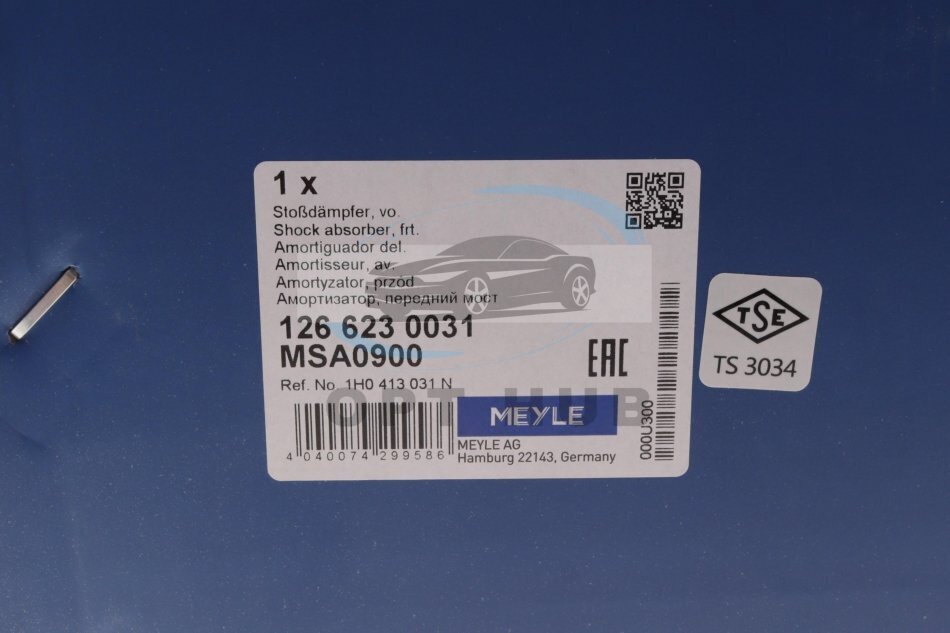 1 x
Stoßdämpfer, vo.
Shock absorber, frt.
Amortiguador del.
Amortisseur, av.
Amortyzator, przód
Амортизатор, передний мост
126 623 0031
MSA0900
EAC
Ref. No. 1H0 413 031 N
OPT HUB
MEYLE
MEYLE AG
Hamburg 22143, Germany
4 040074 299586
000U300
TSE
TS 3034